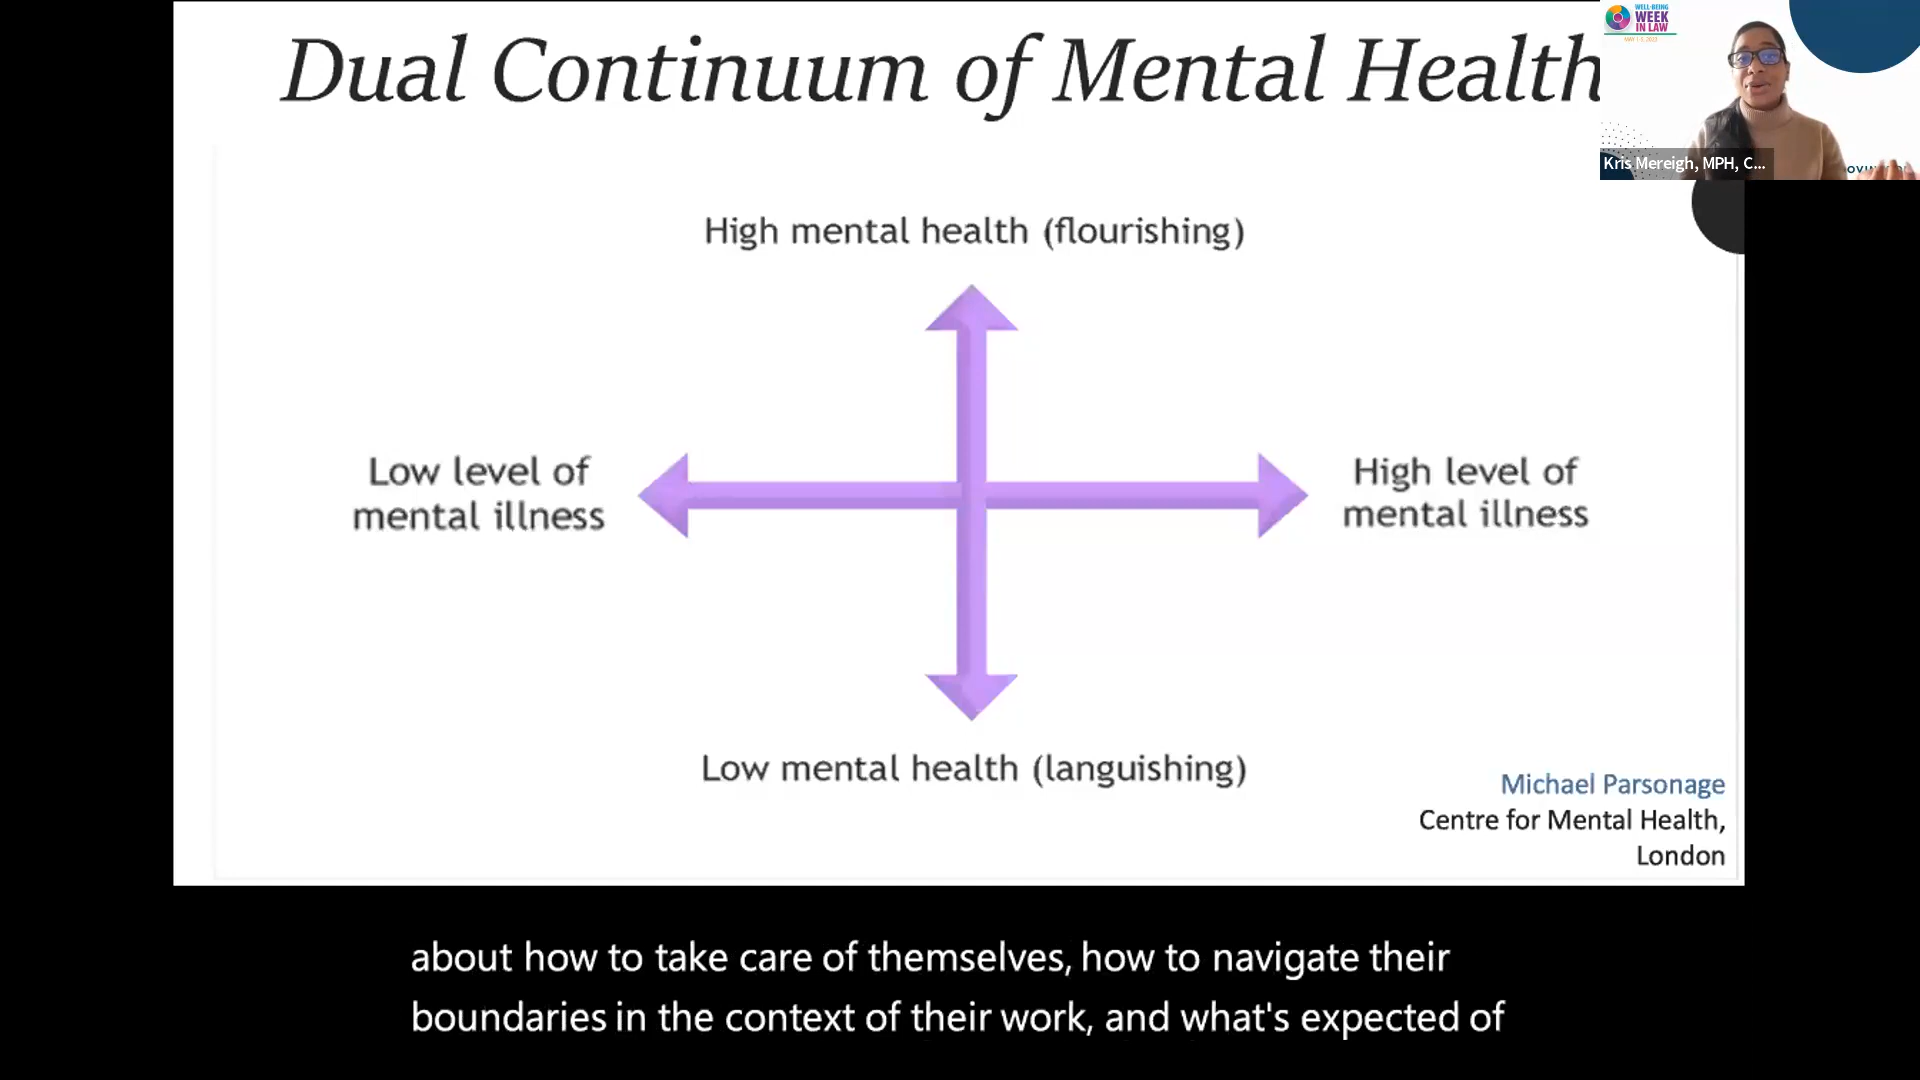 Dual Continuum of Mental Health
WELL-BEING
WEEK
IN LAW
Kris Mereigh, MPH, C...
High mental health (flourishing)
Low level of
mental illness
High level of
mental illness
Low mental health (languishing)
Michael Parsonage
Centre for Mental Health,
London
about how to take care of themselves, how to navigate their
boundaries in the context of their work, and what's expected of